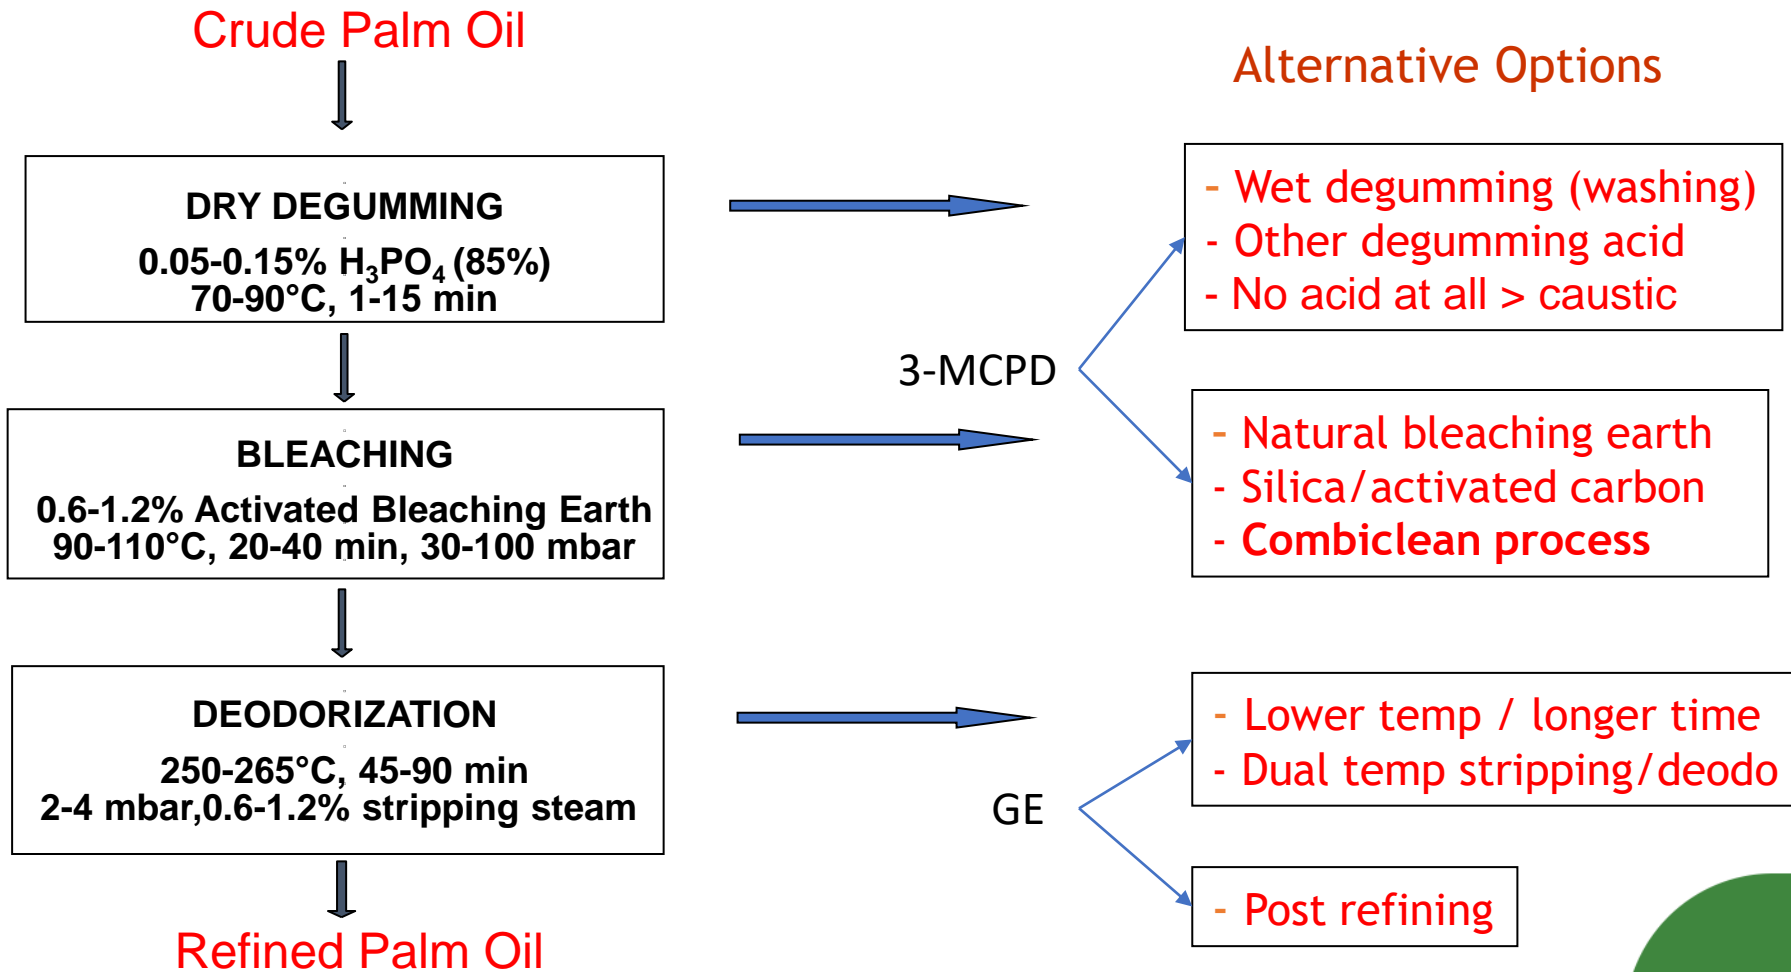 Crude Palm Oil
Alternative Options
DRY DEGUMMING
0.05-0.15% H₃PO₄ (85%)
70-90°C, 1-15 min
- Wet degumming (washing)
- Other degumming acid
- No acid at all > caustic
3-MCPD
BLEACHING
0.6-1.2% Activated Bleaching Earth
90-110°C, 20-40 min, 30-100 mbar
- Natural bleaching earth
- Silica/activated carbon
- Combiclean process
DEODORIZATION
250-265°C, 45-90 min
2-4 mbar,0.6-1.2% stripping steam
- Lower temp / longer time
- Dual temp stripping/deodo
GE
- Post refining
Refined Palm Oil